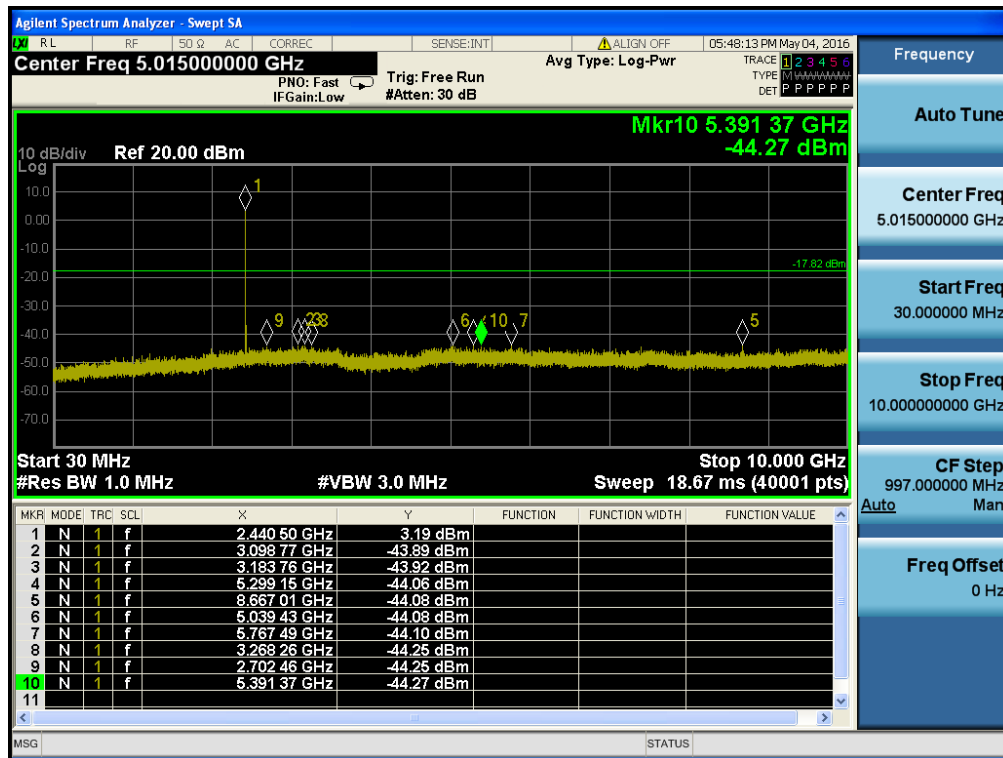 Agilent Spectrum Analyzer - Swept SA
LXI RL RF 50 Ω AC CORREC SENSE:INT ALIGN OFF 05:48:13 PM May 04, 2016
Center Freq 5.015000000 GHz Avg Type: Log-Pwr TRACE 1 2 3 4 5 6
PNO: Fast Trig: Free Run TYPE M WWWWW
IFGain:Low #Atten: 30 dB DET P P P P P P
Mkr10 5.391 37 GHz
10 dB/div Ref 20.00 dBm -44.27 dBm
Log
10.0
0.00
-10.0
-20.0
-30.0
-40.0
-50.0
-60.0
-70.0
1
-17.82 dBm
9 2 3 8 6 10 7 5
Start 30 MHz Stop 10.000 GHz
#Res BW 1.0 MHz #VBW 3.0 MHz Sweep 18.67 ms (40001 pts)
MKR MODE TRC SCL X Y FUNCTION FUNCTION WIDTH FUNCTION VALUE
1 N 1 f 2.440 50 GHz 3.19 dBm
2 N 1 f 3.098 77 GHz -43.89 dBm
3 N 1 f 3.183 76 GHz -43.92 dBm
4 N 1 f 5.299 15 GHz -44.06 dBm
5 N 1 f 8.667 01 GHz -44.08 dBm
6 N 1 f 5.039 43 GHz -44.08 dBm
7 N 1 f 5.767 49 GHz -44.10 dBm
8 N 1 f 3.268 26 GHz -44.25 dBm
9 N 1 f 2.702 46 GHz -44.25 dBm
10 N 1 f 5.391 37 GHz -44.27 dBm
11
MSG STATUS
Frequency
Auto Tune
Center Freq
5.015000000 GHz
Start Freq
30.000000 MHz
Stop Freq
10.000000000 GHz
CF Step
997.000000 MHz
Auto Man
Freq Offset
0 Hz